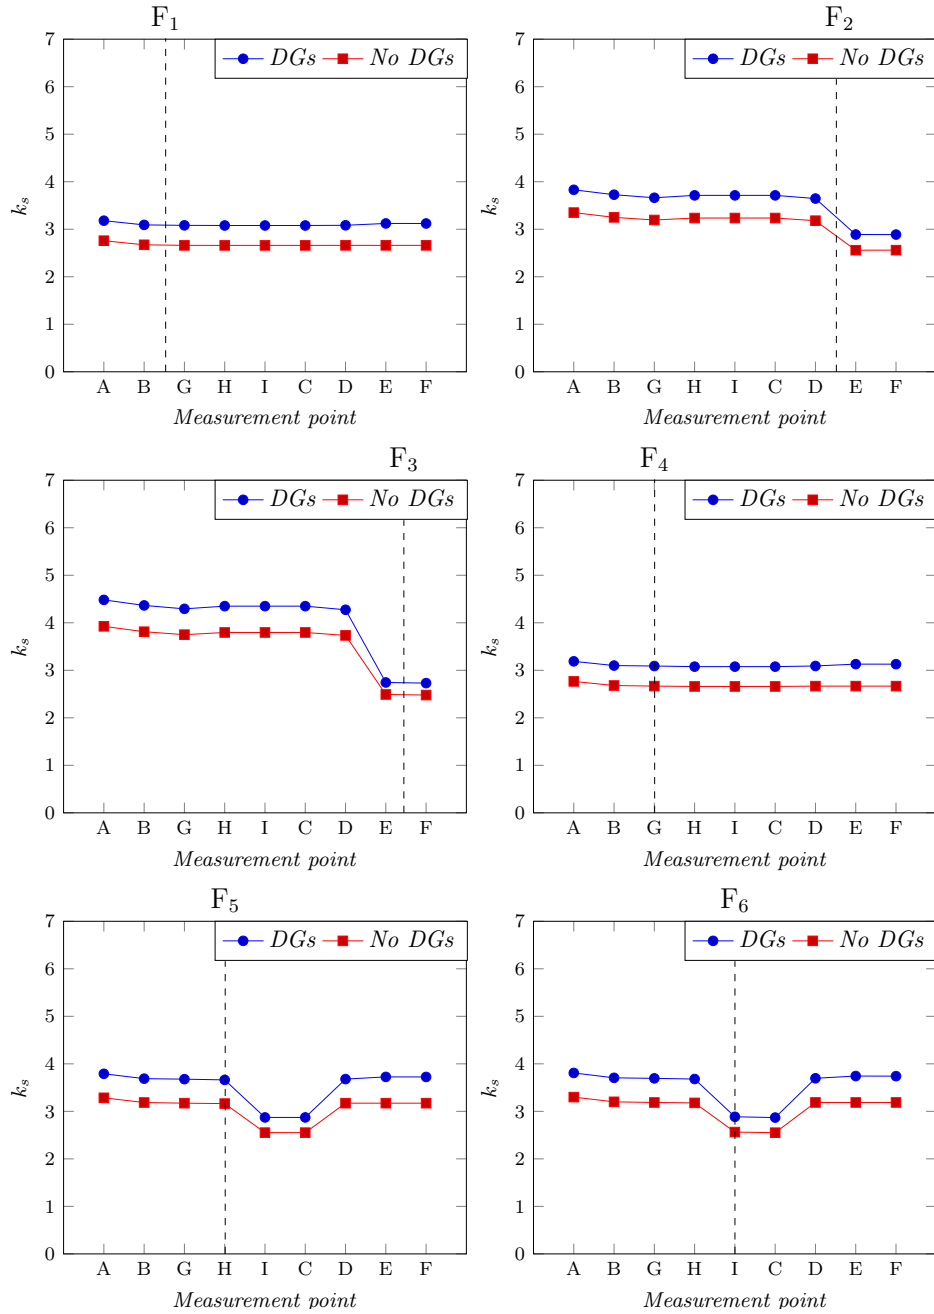 F1 F2
7 DGs No DGs 7 DGs No DGs
6 6
5 5
4 4
ks ks
3 3
2 2
1 1
0 0
A B G H I C D E F A B G H I C D E F
Measurement point Measurement point
F3 F4
7 DGs No DGs 7 DGs No DGs
6 6
5 5
4 4
ks ks
3 3
2 2
1 1
0 0
A B G H I C D E F A B G H I C D E F
Measurement point Measurement point
F5 F6
7 DGs No DGs 7 DGs No DGs
6 6
5 5
4 4
ks ks
3 3
2 2
1 1
0 0
A B G H I C D E F A B G H I C D E F
Measurement point Measurement point